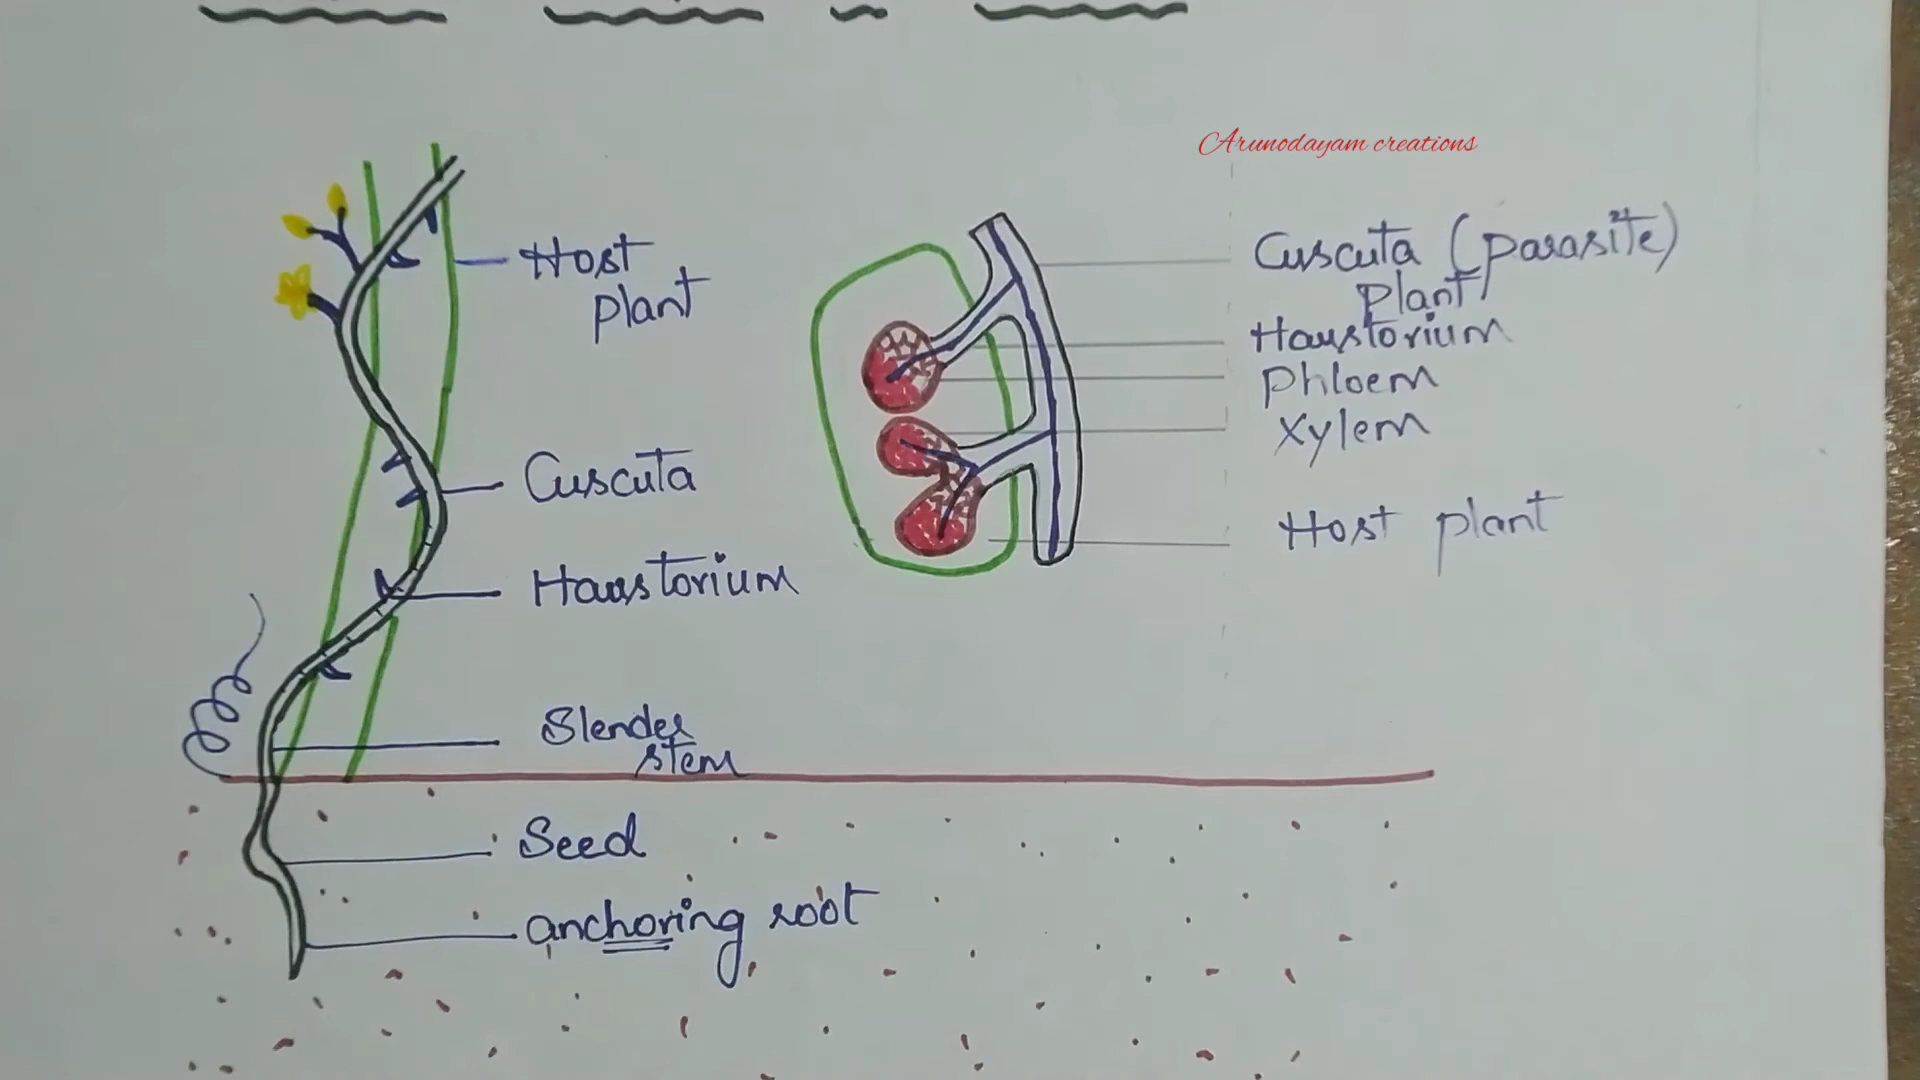 Arunodayam creations
Host
plant
Cuscuta
Haustorium
Slender
stem
Seed
anchoring root
Cuscuta (parasite)
plant
Haustorium
Phloem
Xylem
Host plant